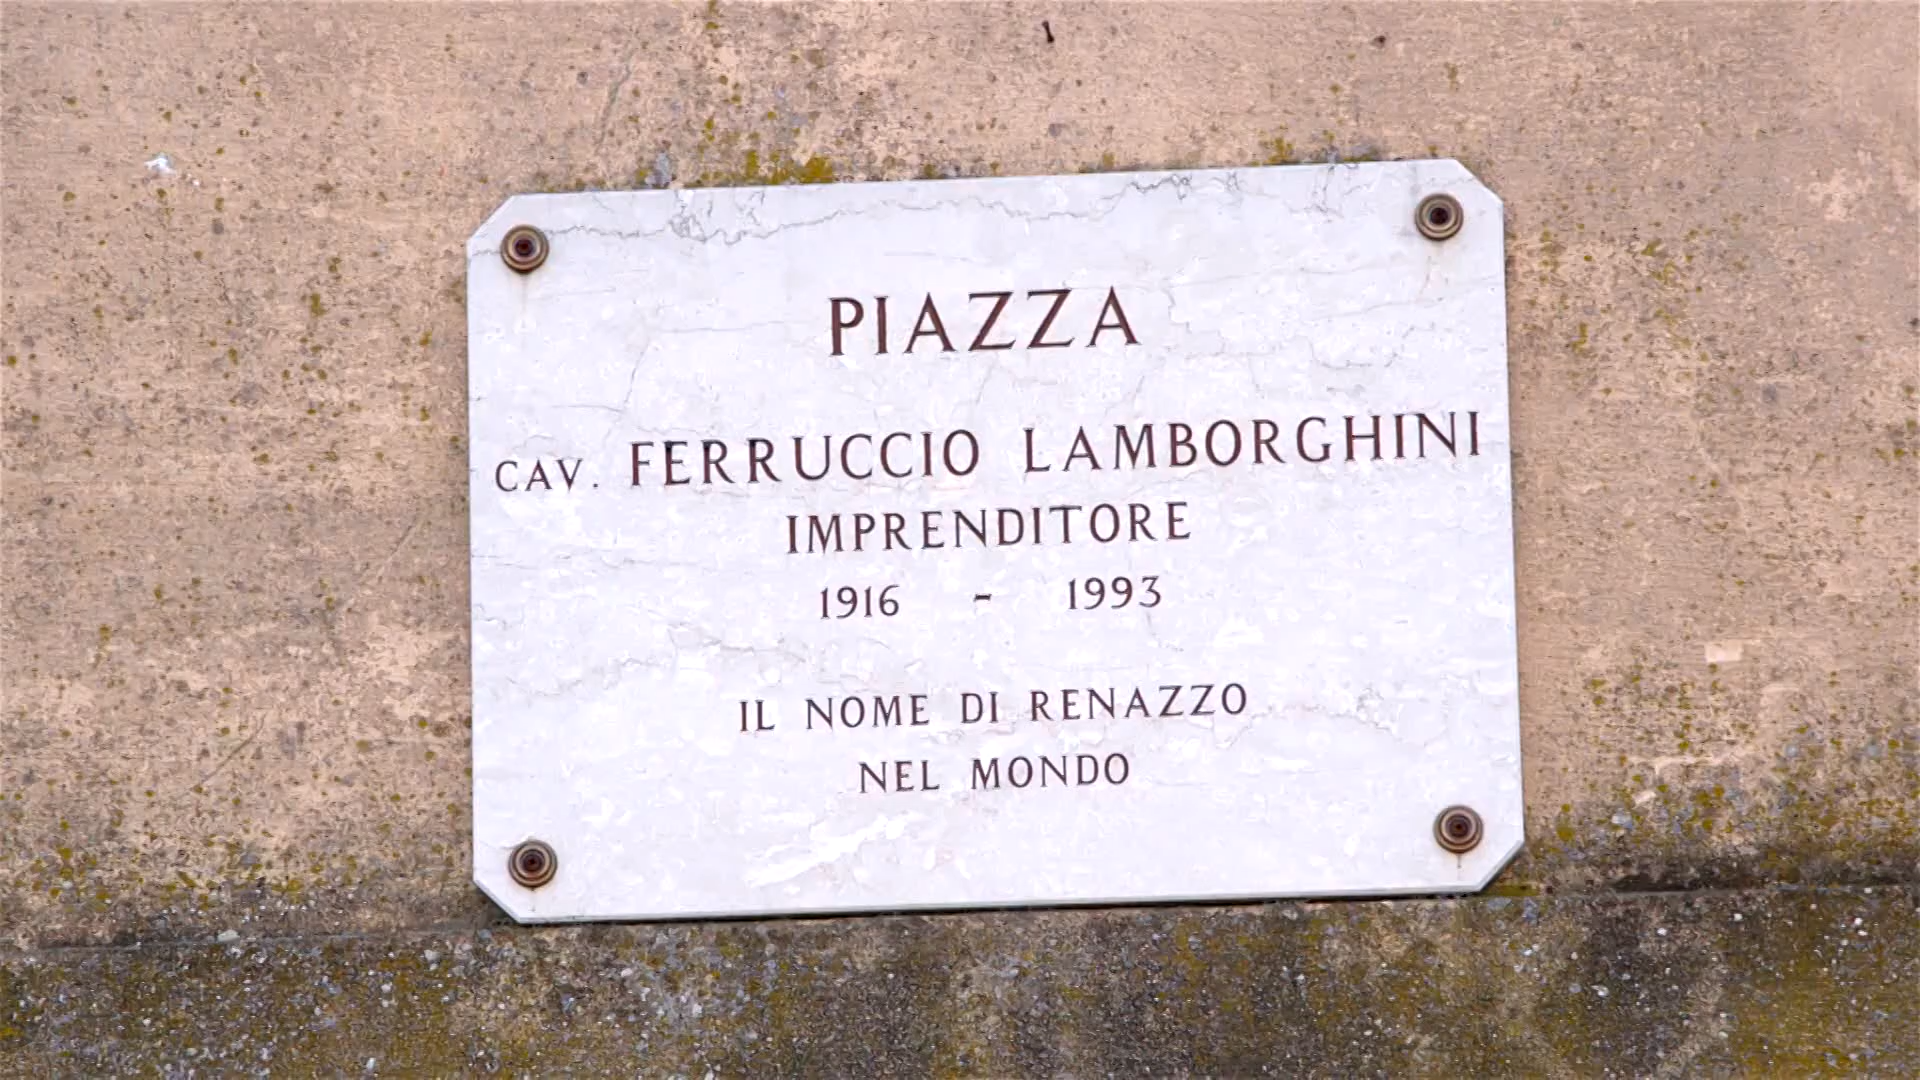 PIAZZA
CAV. FERRUCCIO LAMBORGHINI
IMPRENDITORE
1916 - 1993
IL NOME DI RENAZZO
NEL MONDO